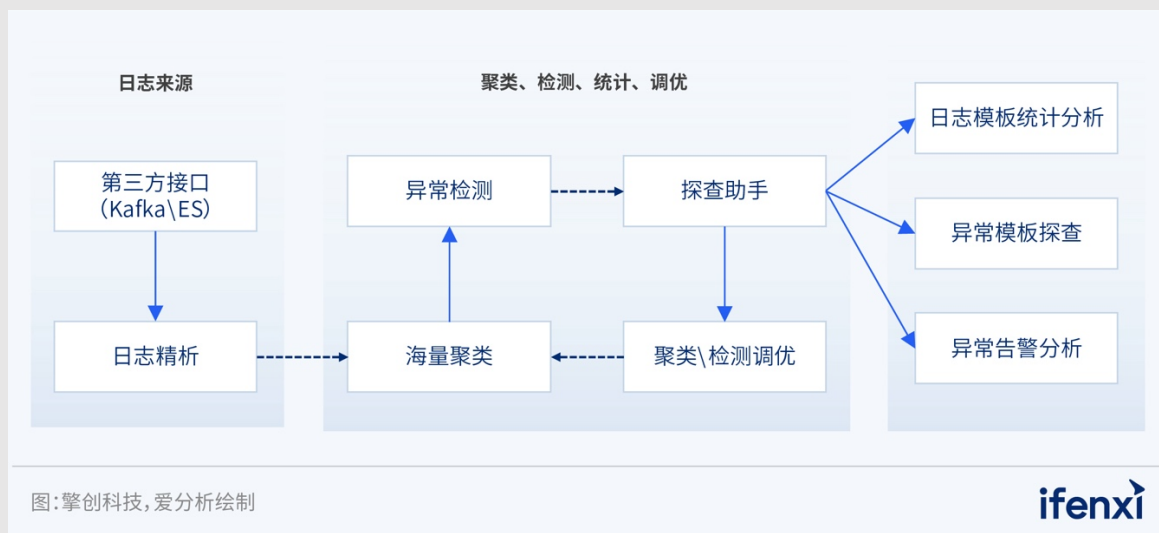 日志来源
第三方接口
（Kafka\ES）
日志精析
聚类、检测、统计、调优
异常检测
探查助手
海量聚类
聚类\检测调优
日志模板统计分析
异常模板探查
异常告警分析
图：擎创科技，爱分析绘制
ifenxi